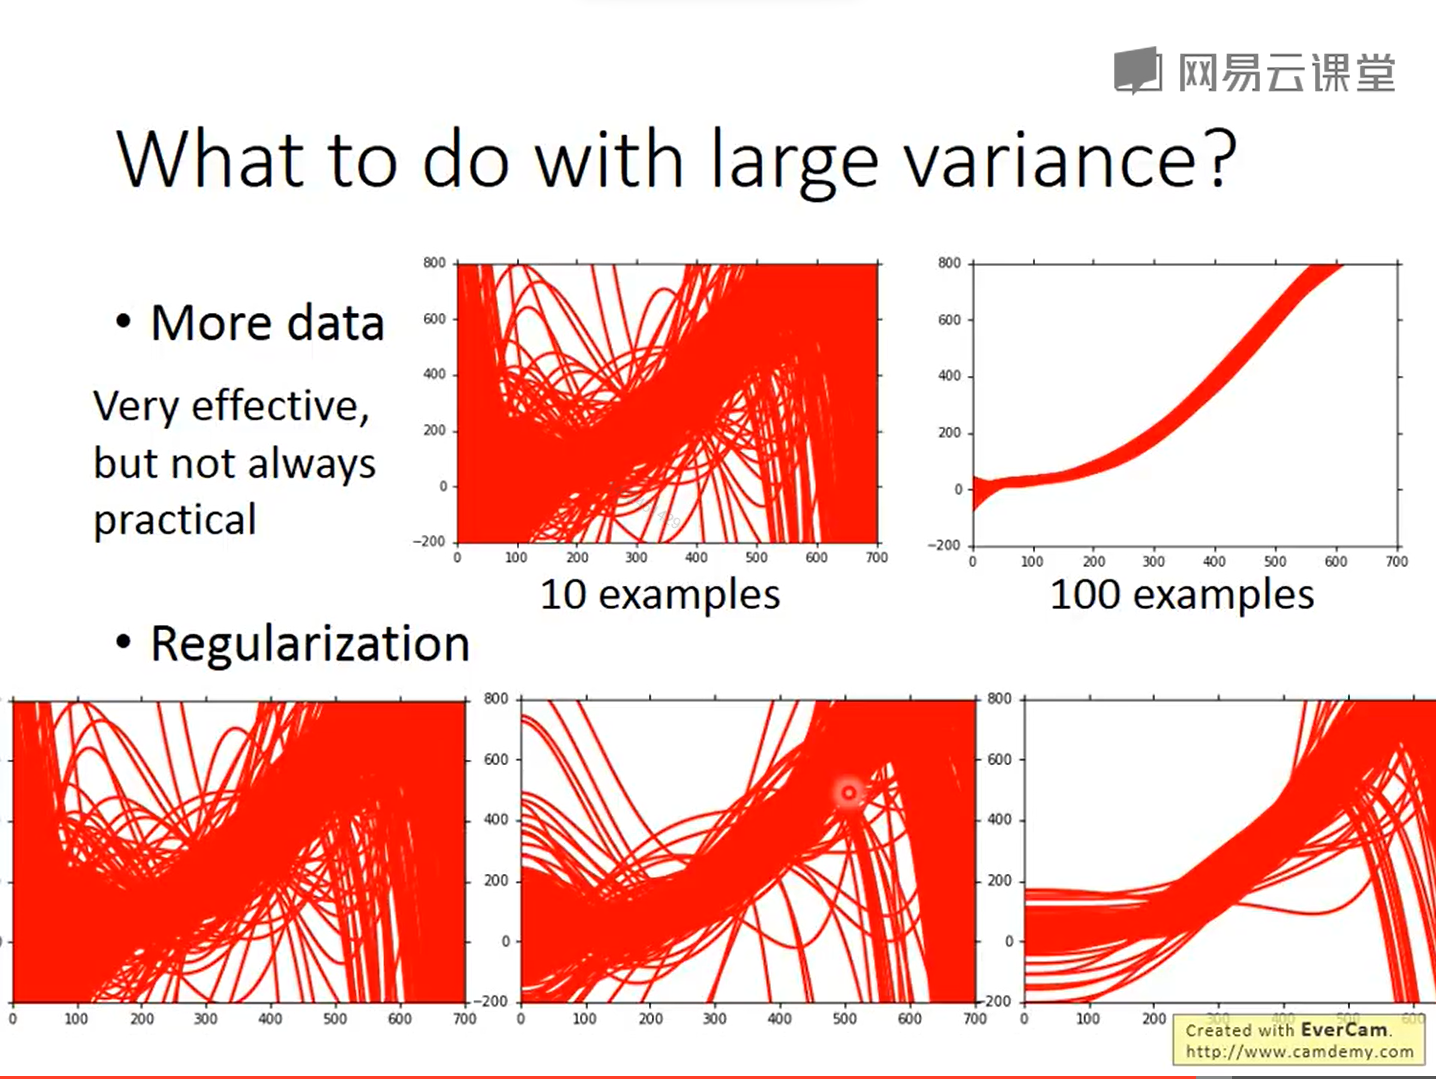 网易云课堂
What to do with large variance?
• More data
Very effective,
but not always
practical
800
600
400
200
0
−200
0 100 200 300 400 500 600 700
10 examples
800
600
400
200
0
−200
0 100 200 300 400 500 600 700
100 examples
• Regularization
0 100 200 300 400 500 600 700
800
600
400
200
0
−200
0 100 200 300 400 500 600 700
800
600
400
200
0
−200
0 100 200 300 400 500 600
Created with EverCam.
http://www.camdemy.com